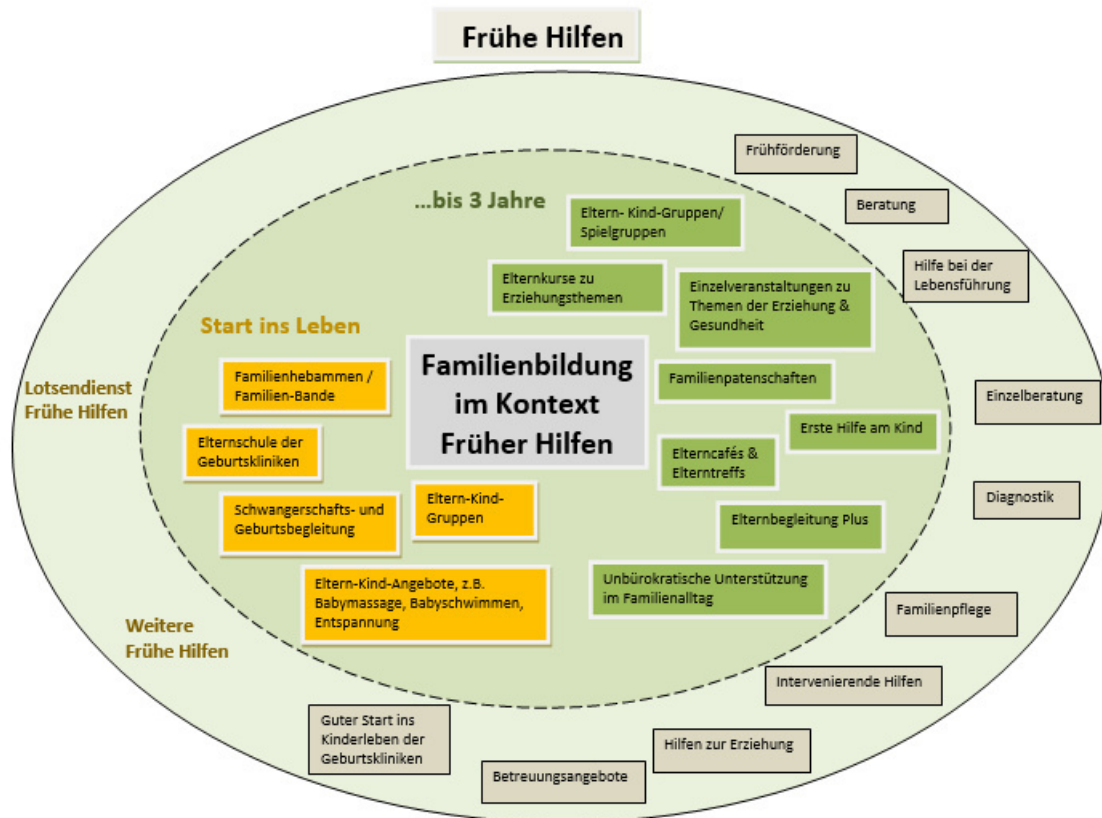 Frühe Hilfen
Frühförderung
Beratung
Hilfe bei der
Lebensführung
Einzelberatung
Diagnostik
Familienpflege
Intervenierende Hilfen
Hilfen zur Erziehung
Betreuungsangebote
Guter Start ins
Kinderleben der
Geburtskliniken
Lotsendienst
Frühe Hilfen
Weitere
Frühe Hilfen
...bis 3 Jahre
Eltern- Kind-Gruppen/
Spielgruppen
Elternkurse zu
Erziehungsthemen
Einzelveranstaltungen zu
Themen der Erziehung &
Gesundheit
Familienpatenschaften
Erste Hilfe am Kind
Elterncafés &
Elterntreffs
Elternbegleitung Plus
Unbürokratische Unterstützung
im Familienalltag
Familienbildung
im Kontext
Früher Hilfen
Start ins Leben
Familienhebammen /
Familien-Bande
Elternschule der
Geburtskliniken
Schwangerschafts- und
Geburtsbegleitung
Eltern-Kind-
Gruppen
Eltern-Kind-Angebote, z.B.
Babymassage, Babyschwimmen,
Entspannung